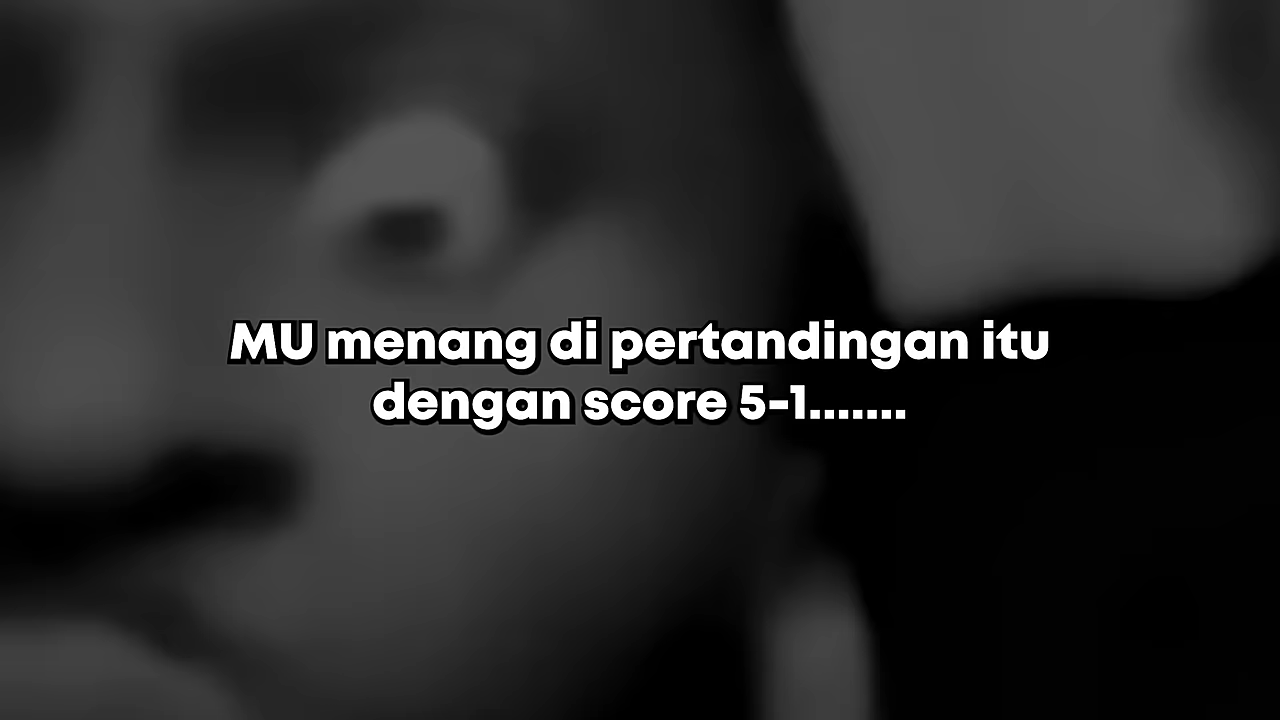 MU menang di pertandingan itu
dengan score 5-1.......